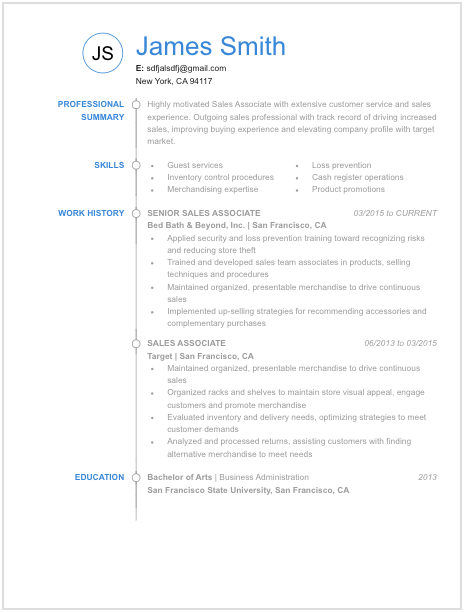 JS
James Smith
E: sdfjalsdfj@gmail.com
New York, CA 94117
PROFESSIONAL SUMMARY
Highly motivated Sales Associate with extensive customer service and sales
experience. Outgoing sales professional with track record of driving increased
sales, improving buying experience and elevating company profile with target
market.
SKILLS
• Guest services
• Inventory control procedures
• Merchandising expertise
• Loss prevention
• Cash register operations
• Product promotions
WORK HISTORY
SENIOR SALES ASSOCIATE 03/2015 to CURRENT
Bed Bath & Beyond, Inc. | San Francisco, CA
• Applied security and loss prevention training toward recognizing risks
and reducing store theft
• Trained and developed sales team associates in products, selling
techniques and procedures
• Maintained organized, presentable merchandise to drive continuous
sales
• Implemented up-selling strategies for recommending accessories and
complementary purchases
SALES ASSOCIATE 06/2013 to 03/2015
Target | San Francisco, CA
• Maintained organized, presentable merchandise to drive continuous
sales
• Organized racks and shelves to maintain store visual appeal, engage
customers and promote merchandise
• Evaluated inventory and delivery needs, optimizing strategies to meet
customer demands
• Analyzed and processed returns, assisting customers with finding
alternative merchandise to meet needs
EDUCATION
Bachelor of Arts | Business Administration 2013
San Francisco State University, San Francisco, CA